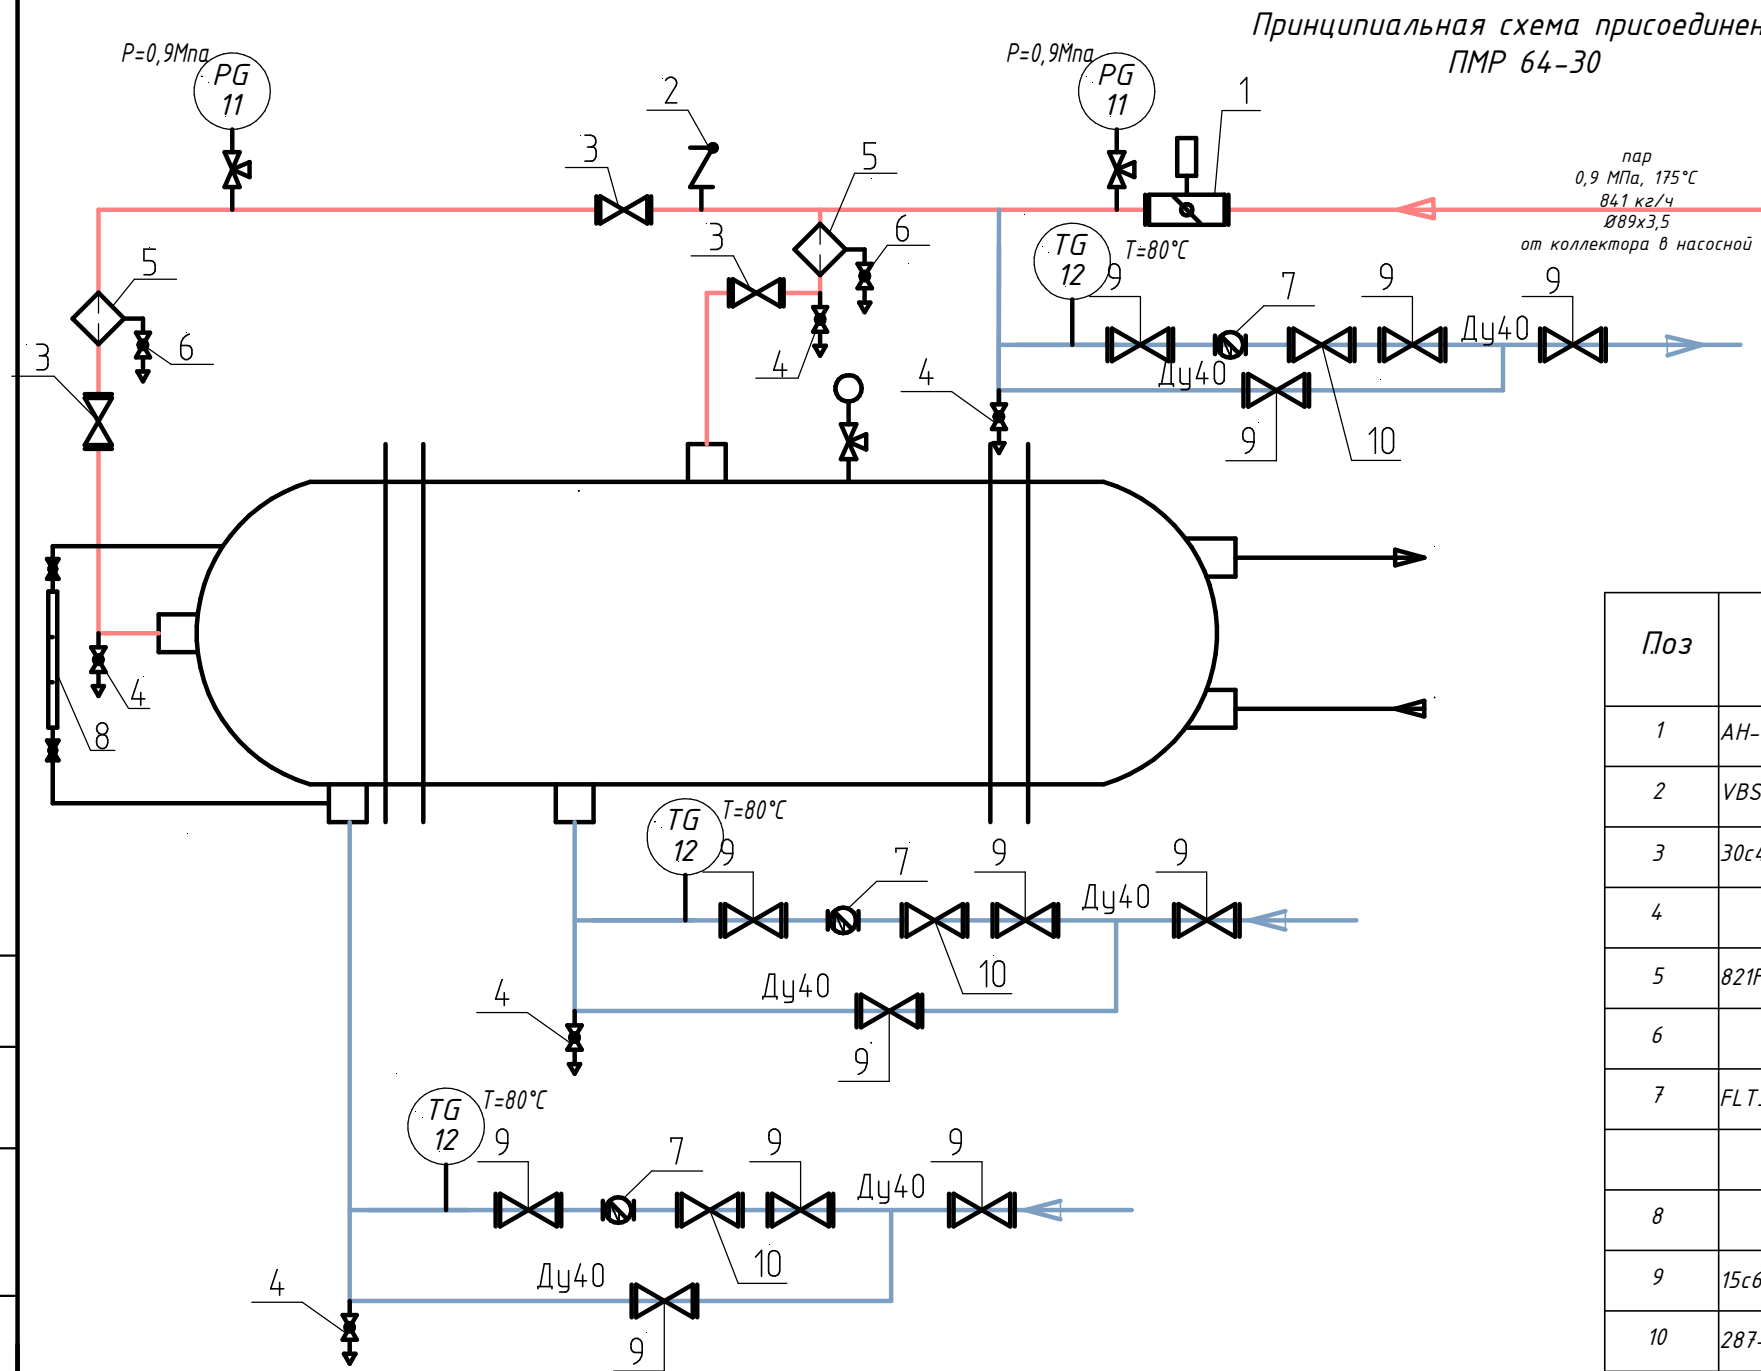 Принципиальная схема присоединен
ПМР 64-30
P=0,9Мпа
PG
11
2
3
5
P=0,9Мпа
PG
11
1
пар
0,9 МПа, 175°С
841 кг/ч
Ø89х3,5
от коллектора в насосной
3
6
TG
12
T=80°C
9
7
9
9
5
6
3
4
4
Ду40
Ду40
9
10
4
8
TG
12
T=80°C
9
7
9
9
Ду40
10
4
Ду40
9
TG
12
T=80°C
9
7
9
9
Ду40
10
4
Ду40
9
Поз
1 АН-
2 VBS
3 30с4
4
5 821F
6
7 FLT
8
9 15с6
10 287-